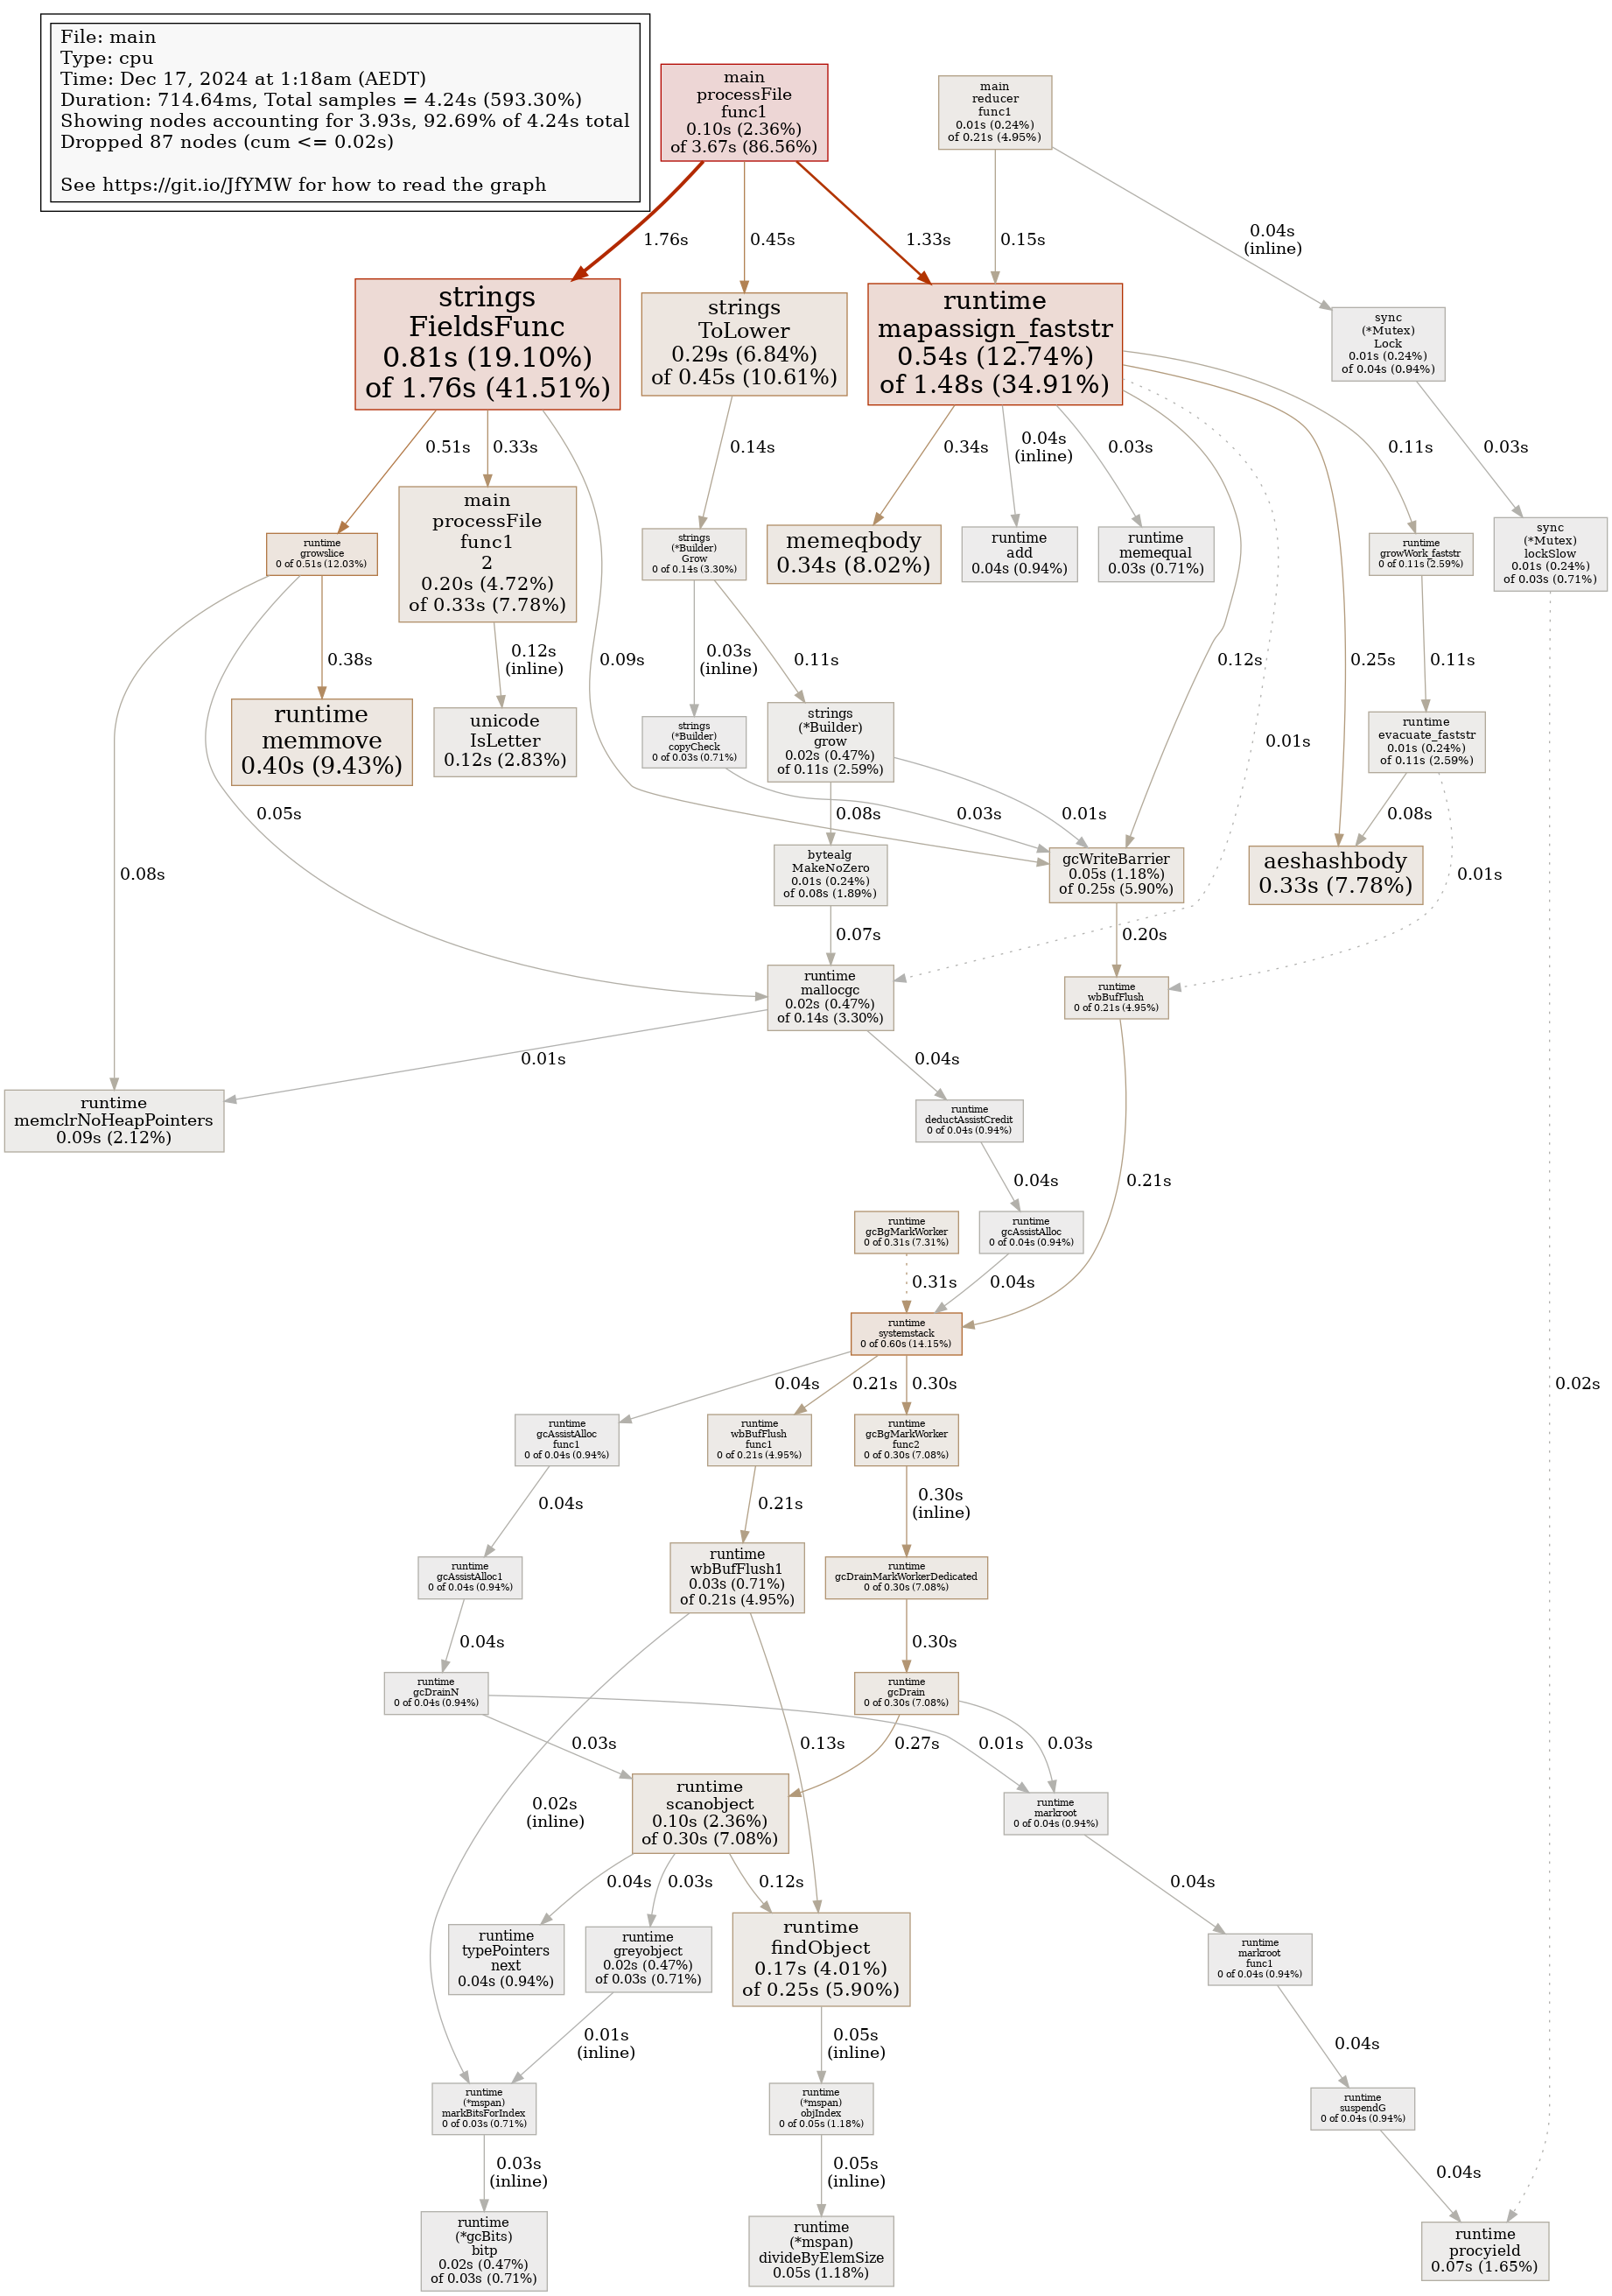 File: main
Type: cpu
Time: Dec 17, 2024 at 1:18am (AEDT)
Duration: 714.64ms, Total samples = 4.24s (593.30%)
Showing nodes accounting for 3.93s, 92.69% of 4.24s total
Dropped 87 nodes (cum <= 0.02s)
See https://git.io/JfYMW for how to read the graph
main
processFile
func1
0.10s (2.36%)
of 3.67s (86.56%)
main
reducer
func1
0.01s (0.24%)
of 0.21s (4.95%)
1.76s
0.45s
1.33s
0.15s
0.04s
(inline)
strings
FieldsFunc
0.81s (19.10%)
of 1.76s (41.51%)
strings
ToLower
0.29s (6.84%)
of 0.45s (10.61%)
runtime
mapassign_faststr
0.54s (12.74%)
of 1.48s (34.91%)
sync
(*Mutex)
Lock
0.01s (0.24%)
of 0.04s (0.94%)
0.51s
0.33s
0.14s
0.34s
0.04s
(inline)
0.03s
0.11s
0.03s
runtime
growslice
0 of 0.51s (12.03%)
main
processFile
func1
2
0.20s (4.72%)
of 0.33s (7.78%)
strings
(*Builder)
Grow
0 of 0.14s (3.30%)
memeqbody
0.34s (8.02%)
runtime
add
0.04s (0.94%)
runtime
memequal
0.03s (0.71%)
runtime
growWork_faststr
0 of 0.11s (2.59%)
sync
(*Mutex)
lockSlow
0.01s (0.24%)
of 0.03s (0.71%)
0.38s
0.12s
(inline)
0.09s
0.03s
(inline)
0.11s
0.12s
0.25s
0.11s
runtime
memmove
0.40s (9.43%)
unicode
IsLetter
0.12s (2.83%)
strings
(*Builder)
copyCheck
0 of 0.03s (0.71%)
strings
(*Builder)
grow
0.02s (0.47%)
of 0.11s (2.59%)
0.01s
runtime
evacuate_faststr
0.01s (0.24%)
of 0.11s (2.59%)
0.05s
0.08s
0.03s
0.01s
0.08s
0.08s
bytealg
MakeNoZero
0.01s (0.24%)
of 0.08s (1.89%)
gcWriteBarrier
0.05s (1.18%)
of 0.25s (5.90%)
aeshashbody
0.33s (7.78%)
0.01s
0.07s
0.20s
runtime
mallocgc
0.02s (0.47%)
of 0.14s (3.30%)
runtime
wbBufFlush
0 of 0.21s (4.95%)
0.01s
0.04s
runtime
memclrNoHeapPointers
0.09s (2.12%)
runtime
deductAssistCredit
0 of 0.04s (0.94%)
0.04s
0.21s
runtime
gcBgMarkWorker
0 of 0.31s (7.31%)
runtime
gcAssistAlloc
0 of 0.04s (0.94%)
0.31s
0.04s
runtime
systemstack
0 of 0.60s (14.15%)
0.04s
0.21s
0.30s
0.02s
runtime
gcAssistAlloc
func1
0 of 0.04s (0.94%)
runtime
wbBufFlush
func1
0 of 0.21s (4.95%)
runtime
gcBgMarkWorker
func2
0 of 0.30s (7.08%)
0.04s
0.21s
0.30s
(inline)
runtime
gcAssistAlloc1
0 of 0.04s (0.94%)
runtime
wbBufFlush1
0.03s (0.71%)
of 0.21s (4.95%)
runtime
gcDrainMarkWorkerDedicated
0 of 0.30s (7.08%)
0.04s
0.30s
runtime
gcDrainN
0 of 0.04s (0.94%)
runtime
gcDrain
0 of 0.30s (7.08%)
0.03s
0.13s
0.27s
0.01s
0.03s
0.02s
(inline)
runtime
scanobject
0.10s (2.36%)
of 0.30s (7.08%)
runtime
markroot
0 of 0.04s (0.94%)
0.04s
0.03s
0.12s
0.04s
runtime
typePointers
next
0.04s (0.94%)
runtime
greyobject
0.02s (0.47%)
of 0.03s (0.71%)
runtime
findObject
0.17s (4.01%)
of 0.25s (5.90%)
runtime
markroot
func1
0 of 0.04s (0.94%)
0.01s
(inline)
0.05s
(inline)
0.04s
runtime
(*mspan)
markBitsForIndex
0 of 0.03s (0.71%)
runtime
(*mspan)
objIndex
0 of 0.05s (1.18%)
runtime
suspendG
0 of 0.04s (0.94%)
0.03s
(inline)
0.05s
(inline)
0.04s
runtime
(*gcBits)
bitp
0.02s (0.47%)
of 0.03s (0.71%)
runtime
(*mspan)
divideByElemSize
0.05s (1.18%)
runtime
procyield
0.07s (1.65%)